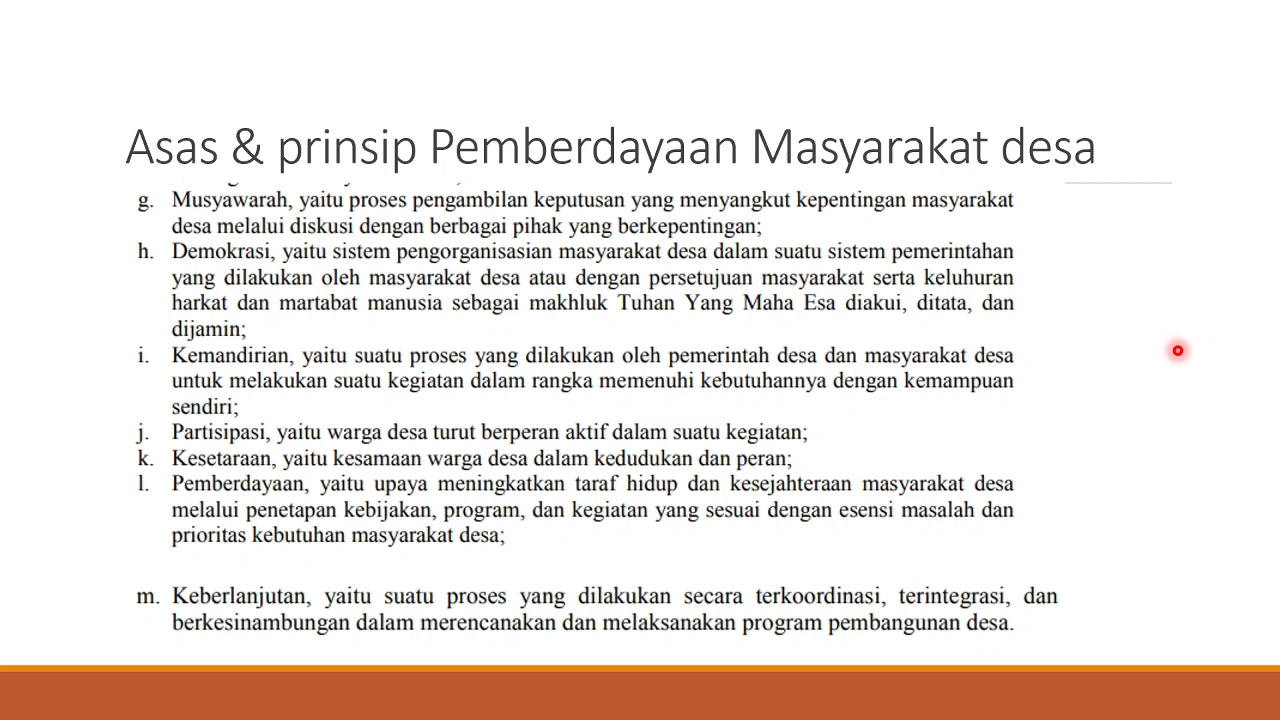 Asas & prinsip Pemberdayaan Masyarakat desa
g. Musyawarah, yaitu proses pengambilan keputusan yang menyangkut kepentingan masyarakat
desa melalui diskusi dengan berbagai pihak yang berkepentingan;
h. Demokrasi, yaitu sistem pengorganisasian masyarakat desa dalam suatu sistem pemerintahan
yang dilakukan oleh masyarakat desa atau dengan persetujuan masyarakat serta keluhuran
harkat dan martabat manusia sebagai makhluk Tuhan Yang Maha Esa diakui, ditata, dan
dijamin;
i. Kemandirian, yaitu suatu proses yang dilakukan oleh pemerintah desa dan masyarakat desa
untuk melakukan suatu kegiatan dalam rangka memenuhi kebutuhannya dengan kemampuan
sendiri;
j. Partisipasi, yaitu warga desa turut berperan aktif dalam suatu kegiatan;
k. Kesetaraan, yaitu kesamaan warga desa dalam kedudukan dan peran;
l. Pemberdayaan, yaitu upaya meningkatkan taraf hidup dan kesejahteraan masyarakat desa
melalui penetapan kebijakan, program, dan kegiatan yang sesuai dengan esensi masalah dan
prioritas kebutuhan masyarakat desa;
m. Keberlanjutan, yaitu suatu proses yang dilakukan secara terkoordinasi, terintegrasi, dan
berkesinambungan dalam merencanakan dan melaksanakan program pembangunan desa.